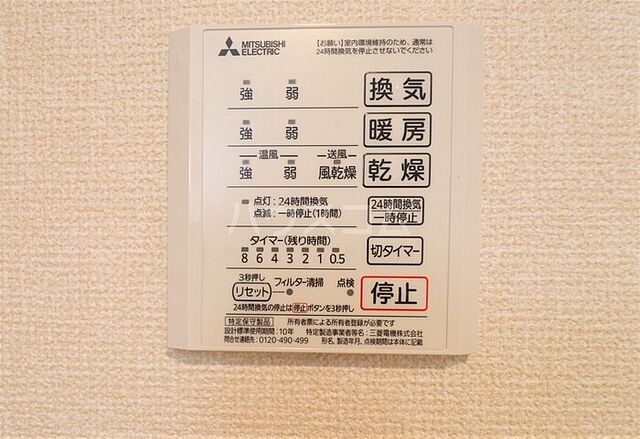 MITSUBISHI
ELECTRIC
【お願い】室内環境維持のため、通常は
24時間換気を停止させないでください
強 弱 換気
強 弱 暖房
温風 送風
強 弱 風乾燥 乾燥
点灯：24時間換気
点滅：一時停止(1時間)
24時間換気
一時停止
タイマー(残り時間)
8 6 4 3 2 1 0.5
切タイマー
3秒押し
リセット フィルター清掃 点検
停止
24時間換気の停止は停止ボタンを3秒押し
特定保守製品 所有者票による所有者登録が必要です
設計標準使用期間：10年 特定製造事業者等名：三菱電機株式会社
問合せ連絡先：0120-490-499 形名、製造年月、点検期間は本体に記載